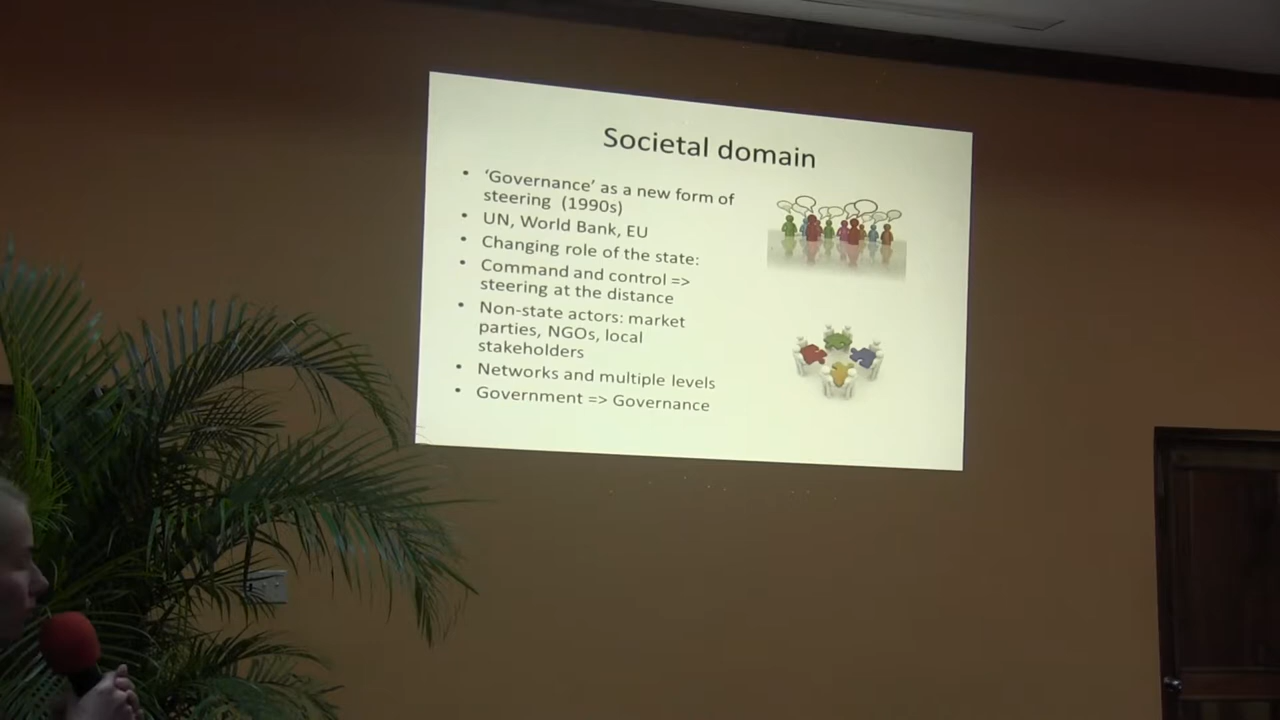 Societal domain
• 'Governance' as a new form of
steering (1990s)
• UN, World Bank, EU
• Changing role of the state:
• Command and control =>
steering at the distance
• Non-state actors: market
parties, NGOs, local
stakeholders
• Networks and multiple levels
• Government => Governance